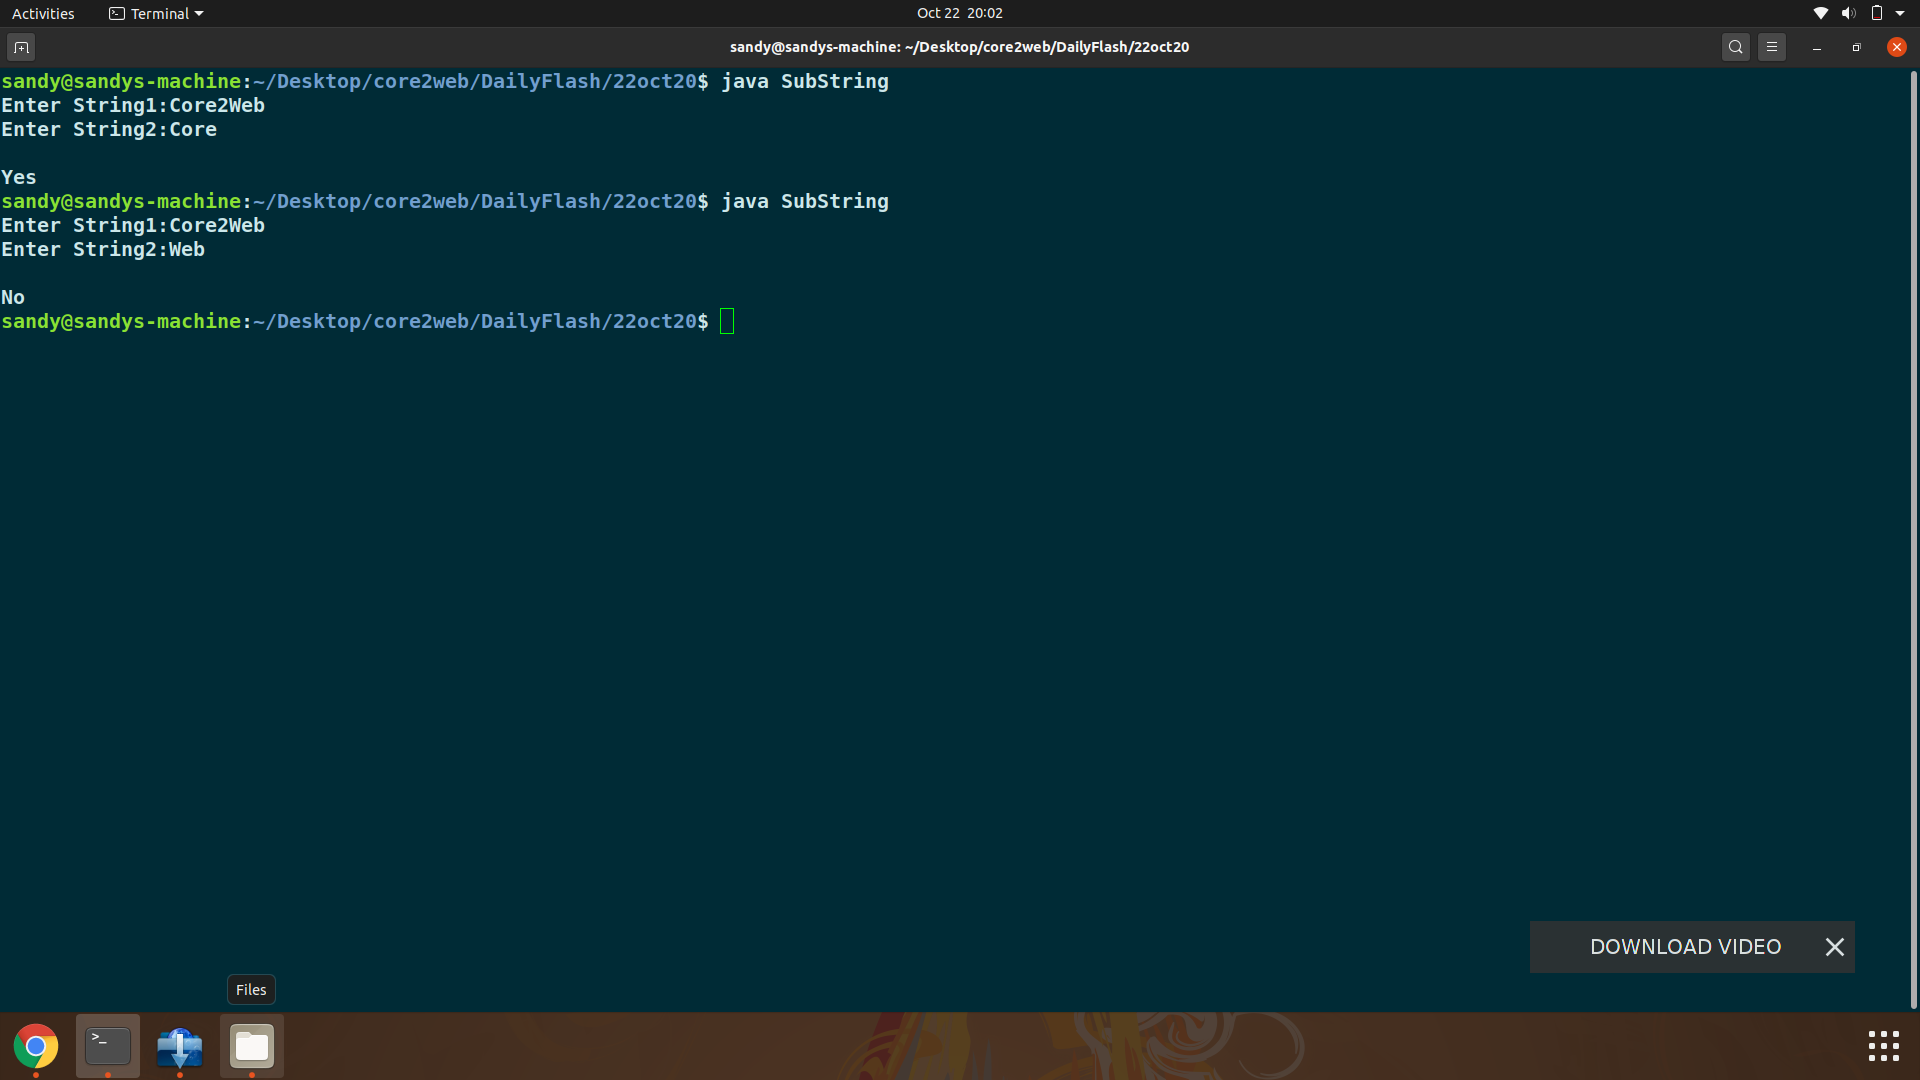 Activities
Terminal
Oct 22 20:02
sandy@sandys-machine: ~/Desktop/core2web/DailyFlash/22oct20
sandy@sandys-machine:~/Desktop/core2web/DailyFlash/22oct20$ java SubString
Enter String1:Core2Web
Enter String2:Core
Yes
sandy@sandys-machine:~/Desktop/core2web/DailyFlash/22oct20$ java SubString
Enter String1:Core2Web
Enter String2:Web
No
sandy@sandys-machine:~/Desktop/core2web/DailyFlash/22oct20$
DOWNLOAD VIDEO
Files
>_